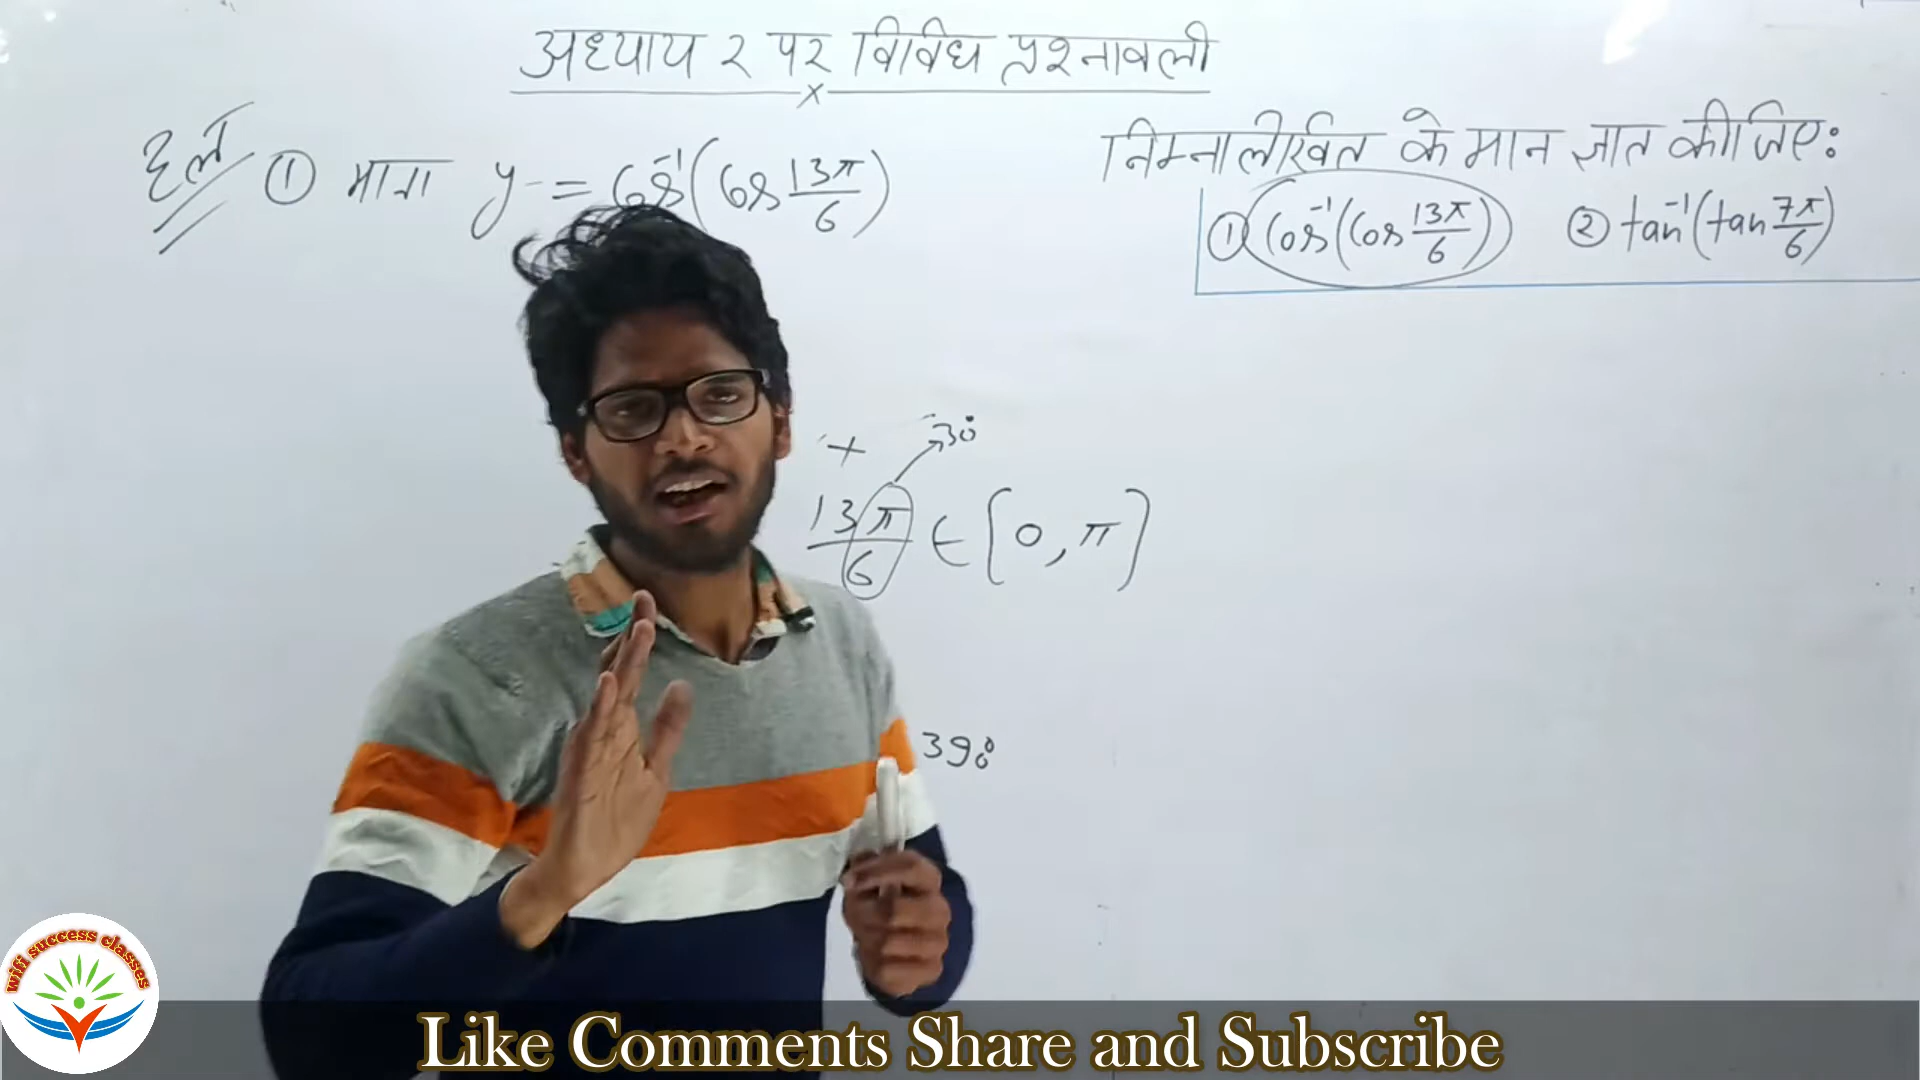 अध्याय २ पर विविध प्रश्नावली
x
हल ① माना y = cos⁻¹(cos 13π/6)
निम्नलिखित के मान ज्ञात कीजिए:
① cos⁻¹(cos 13π/6) ② tan⁻¹(tan 7π/6)
+ 30°
13π/6 ∈ [0, π]
390°
wifi success classes
Like Comments Share and Subscribe